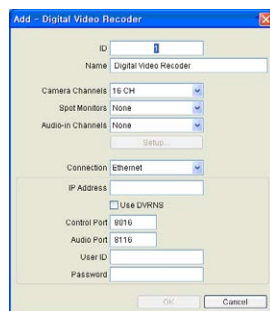 Add - Digital Video Recoder
ID 1
Name Digital Video Recoder
Camera Channels 16 CH
Spot Monitors None
Audio-in Channels None
Setup...
Connection Ethernet
IP Address
Use DVRNS
Control Port 8016
Audio Port 8116
User ID
Password
OK Cancel